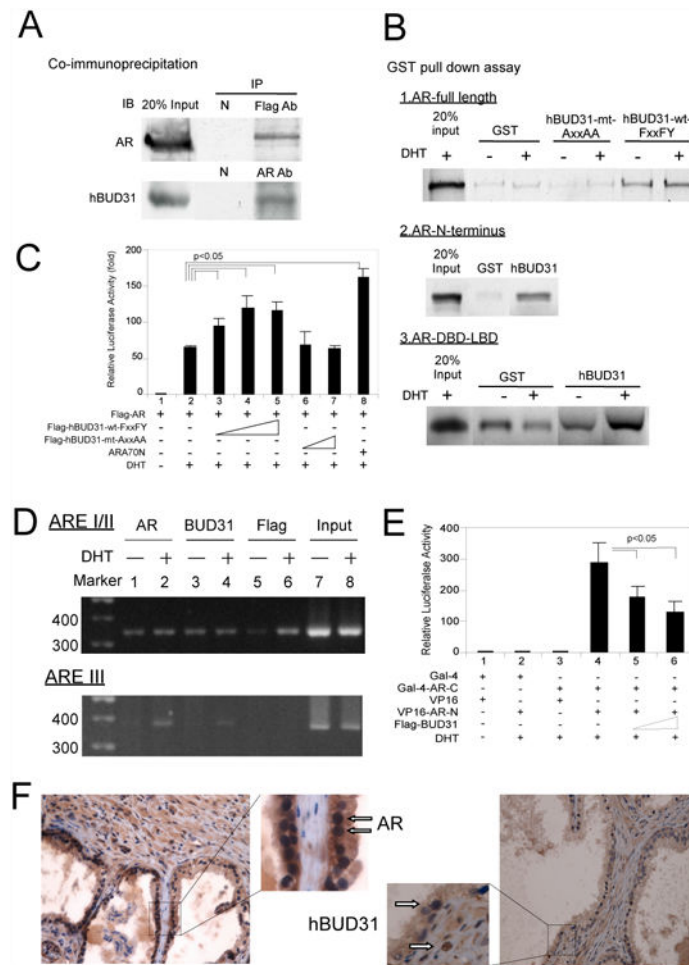 A
Co-immunoprecipitation
IP
IB 20% Input N Flag Ab
AR
N AR Ab
hBUD31
B
GST pull down assay
1.AR-full length
20% input GST hBUD31-mt-AxxAA hBUD31-wt-FxxFY
DHT + - + - + - +
2.AR-N-terminus
20% Input GST hBUD31
3.AR-DBD-LBD
20% Input GST hBUD31
DHT + - + - +
C
Relative Luciferase Activity (fold)
200
150
100
50
0
p<0.05
1 2 3 4 5 6 7 8
Flag-AR + + + + + + + +
Flag-hBUD31-wt-FxxFY
Flag-hBUD31-mt-AxxAA
ARA70N +
DHT - + + + + + + +
D
ARE I/II AR BUD31 Flag Input
DHT — + — + — + — +
Marker 1 2 3 4 5 6 7 8
400
300
ARE III
400
300
E
Relative Luciferalse Activity
400
300
200
100
0
p<0.05
1 2 3 4 5 6
Gal-4 + +
Gal-4-AR-C + + + +
VP16 + +
VP16-AR-N + + + +
Flag-BUD31
DHT - + + + + +
F
AR
hBUD31